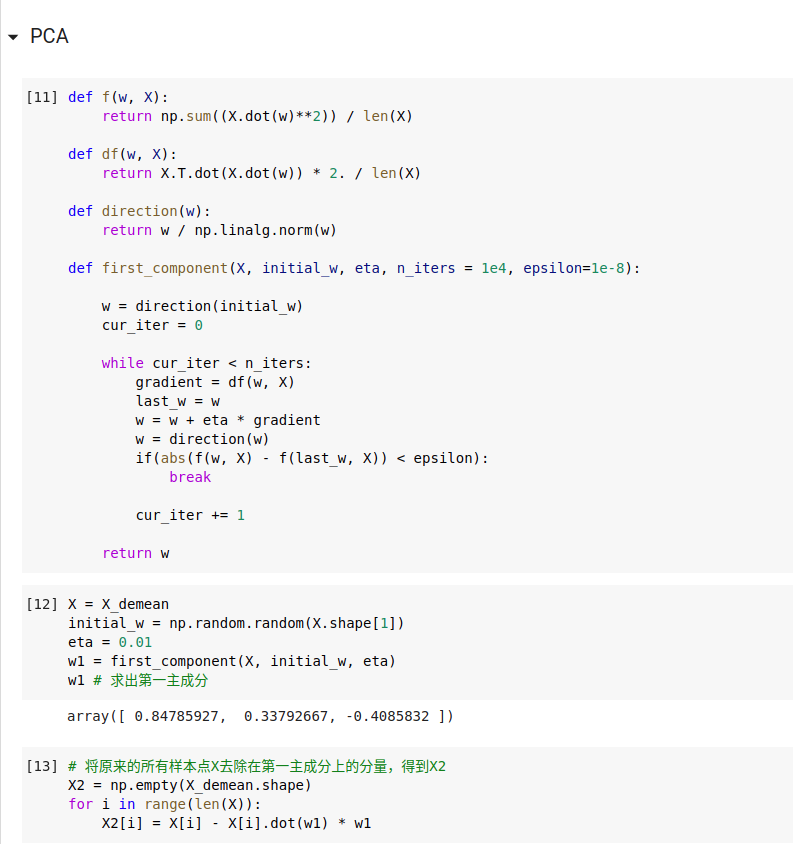 PCA
[11] def f(w, X):
return np.sum((X.dot(w)**2)) / len(X)
def df(w, X):
return X.T.dot(X.dot(w)) * 2. / len(X)
def direction(w):
return w / np.linalg.norm(w)
def first_component(X, initial_w, eta, n_iters = 1e4, epsilon=1e-8):
w = direction(initial_w)
cur_iter = 0
while cur_iter < n_iters:
gradient = df(w, X)
last_w = w
w = w + eta * gradient
w = direction(w)
if(abs(f(w, X) - f(last_w, X)) < epsilon):
break
cur_iter += 1
return w
[12] X = X_demean
initial_w = np.random.random(X.shape[1])
eta = 0.01
w1 = first_component(X, initial_w, eta)
w1 # 求出第一主成分
array([ 0.84785927,  0.33792667, -0.4085832 ])
[13] # 将原来的所有样本点X去除在第一主成分上的分量，得到X2
X2 = np.empty(X_demean.shape)
for i in range(len(X)):
X2[i] = X[i] - X[i].dot(w1) * w1